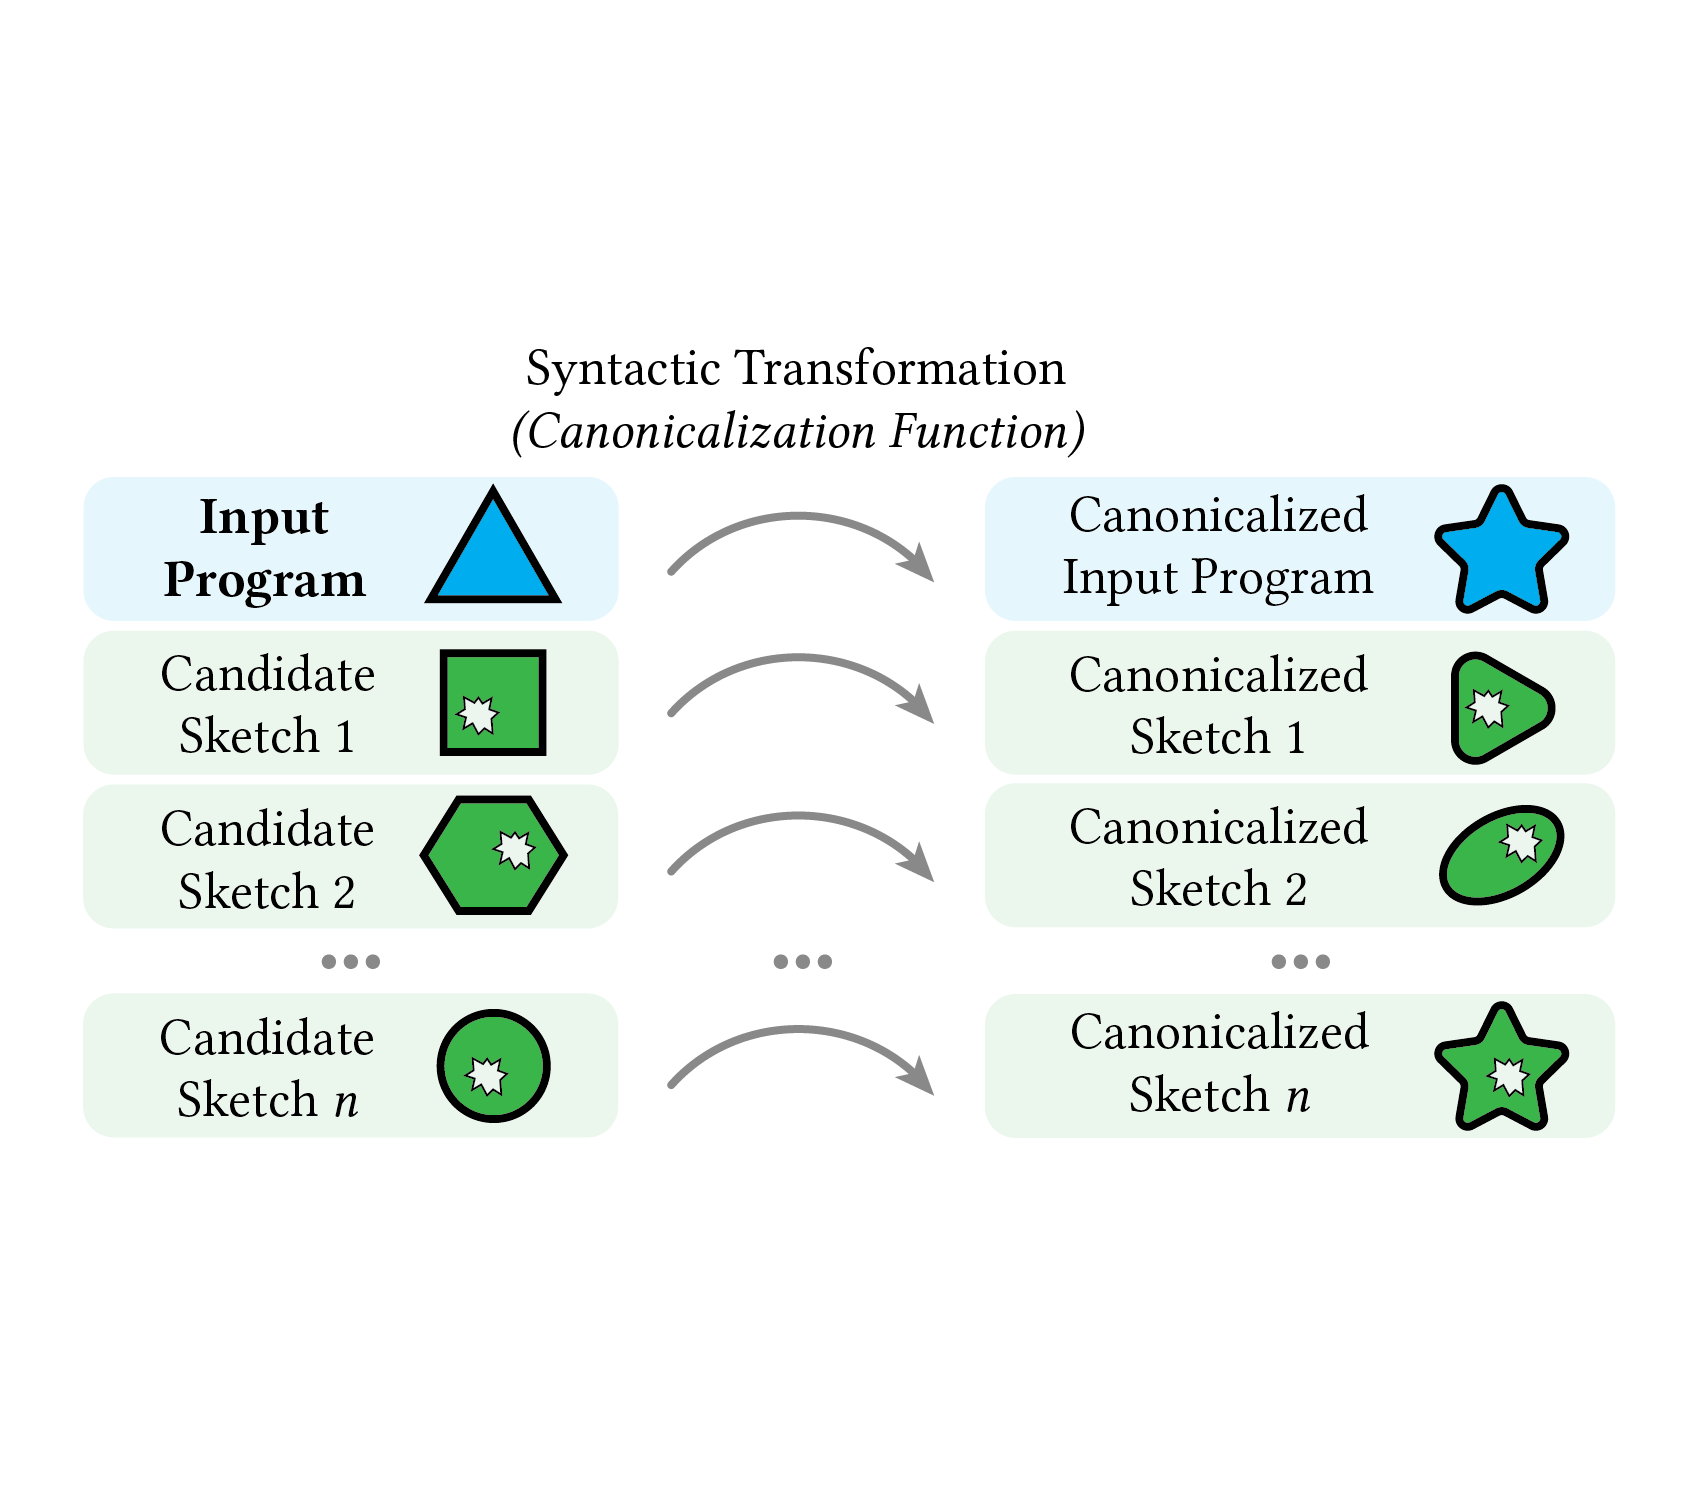 Syntactic Transformation
(Canonicalization Function)
Input
Program
Canonicalized
Input Program
Candidate
Sketch 1
Canonicalized
Sketch 1
Candidate
Sketch 2
Canonicalized
Sketch 2
•••
•••
•••
Candidate
Sketch n
Canonicalized
Sketch n